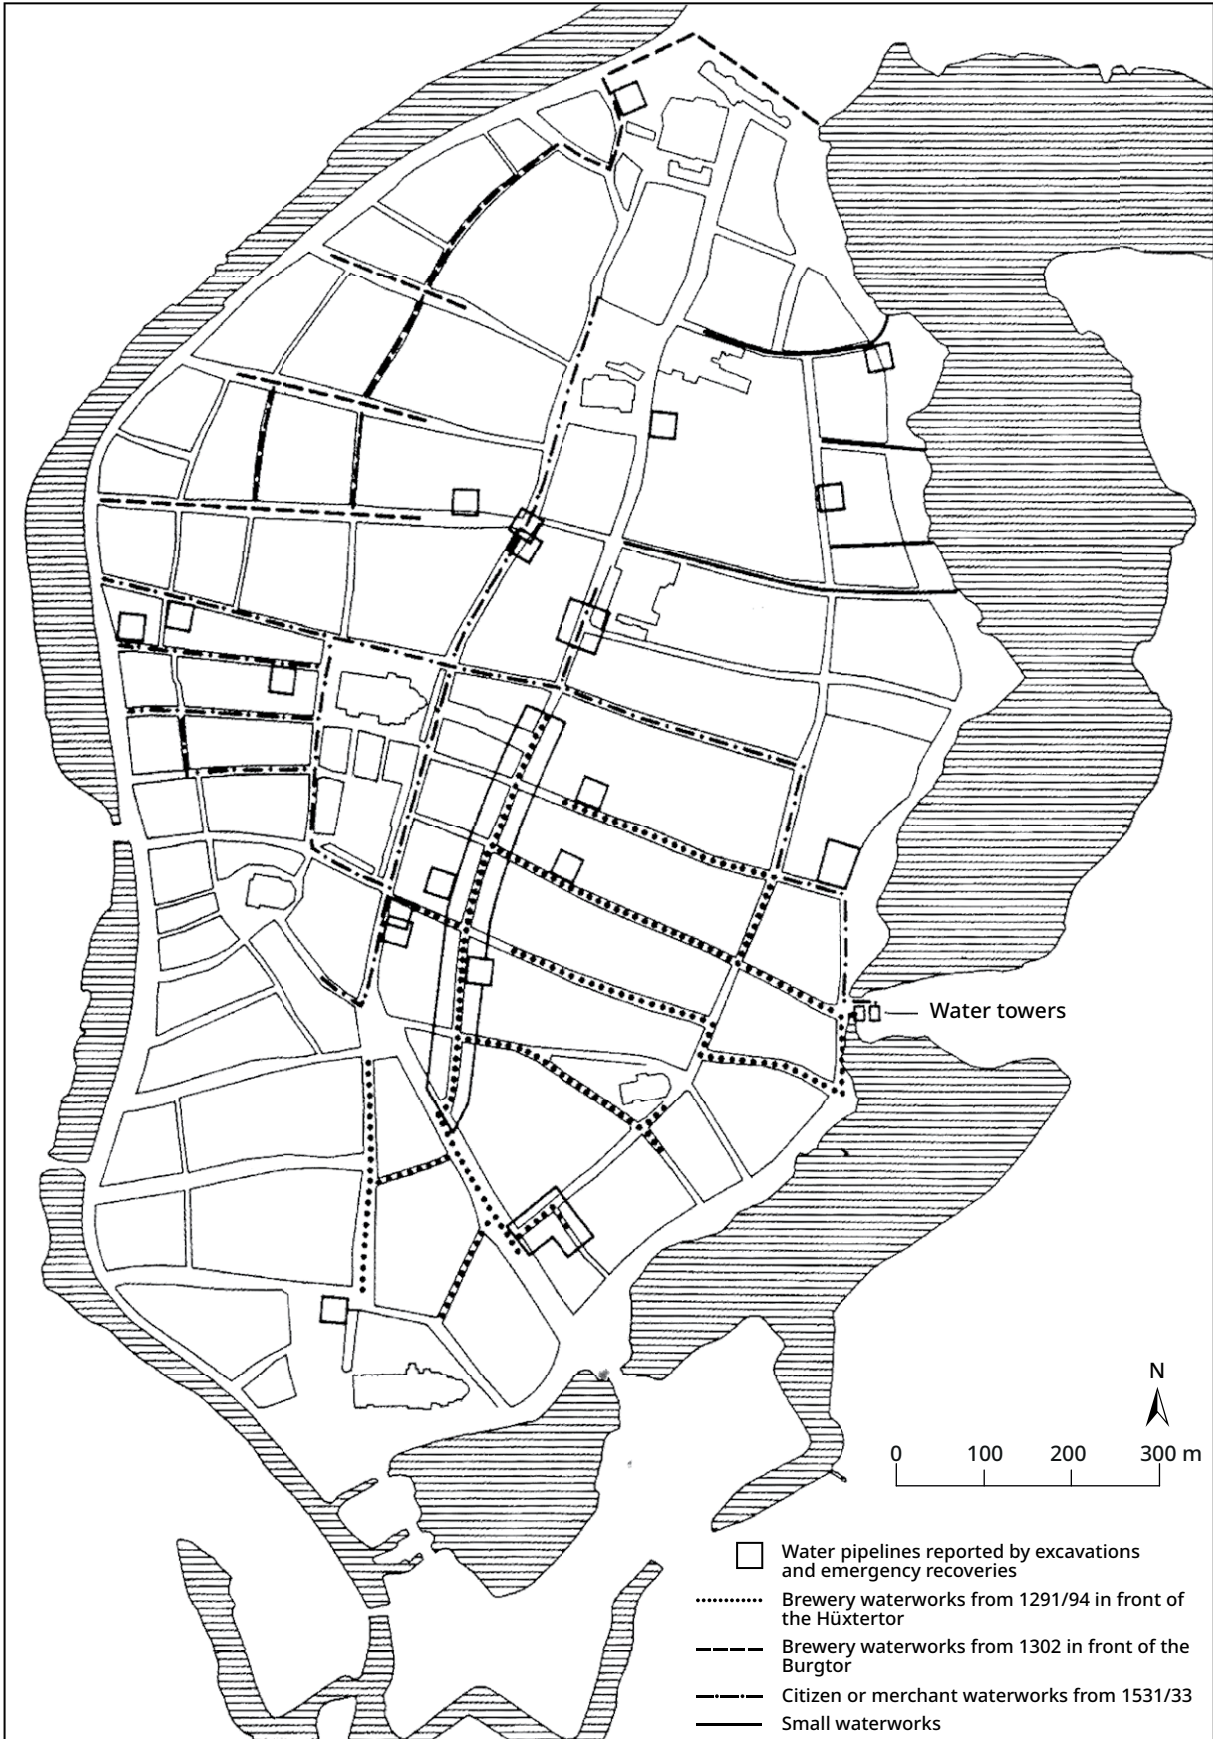 Water towers
N
0 100 200 300 m
Water pipelines reported by excavations
and emergency recoveries
Brewery waterworks from 1291/94 in front of
the Hüxtertor
Brewery waterworks from 1302 in front of the
Burgtor
Citizen or merchant waterworks from 1531/33
Small waterworks